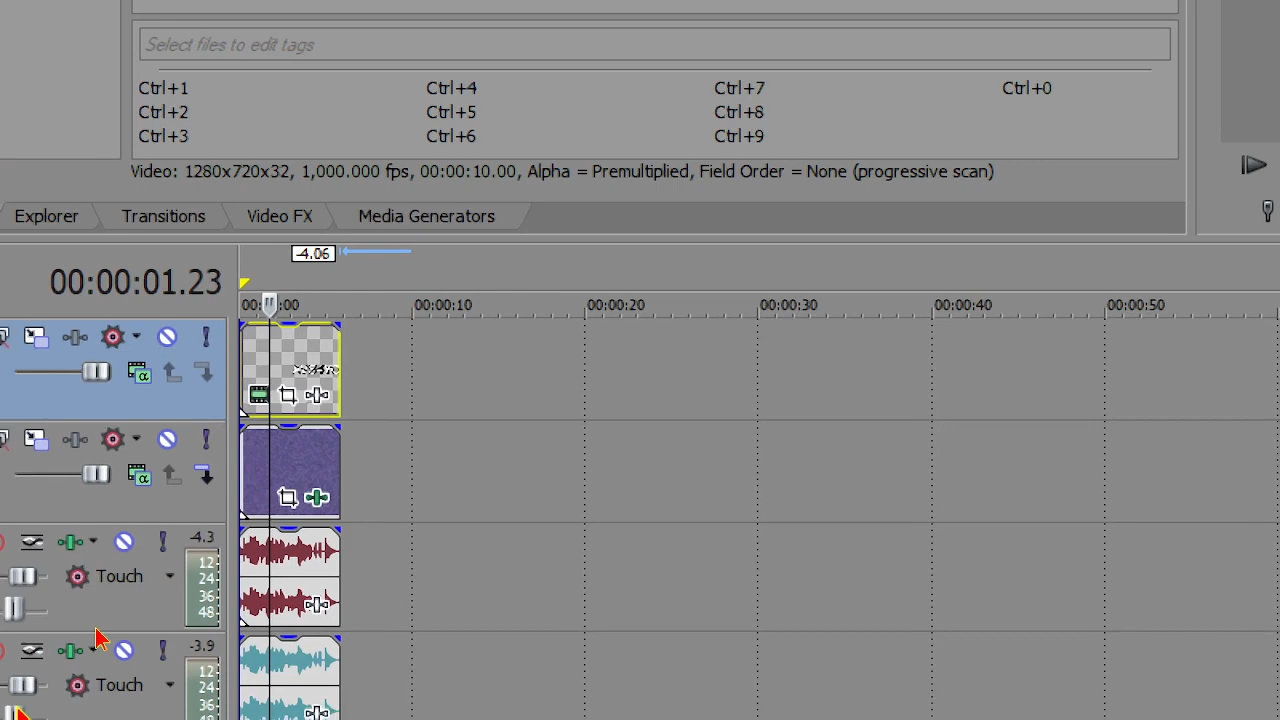 Select files to edit tags
Ctrl+1 Ctrl+4 Ctrl+7 Ctrl+0
Ctrl+2 Ctrl+5 Ctrl+8
Ctrl+3 Ctrl+6 Ctrl+9
Video: 1280x720x32, 1,000.000 fps, 00:00:10.00, Alpha = Premultiplied, Field Order = None (progressive scan)
Explorer Transitions Video FX Media Generators
-4.06
00:00:01.23
00:00:10 00:00:20 00:00:30 00:00:40 00:00:50
-4.3
12
Touch 24
36
48
-3.9
12
Touch 24
36